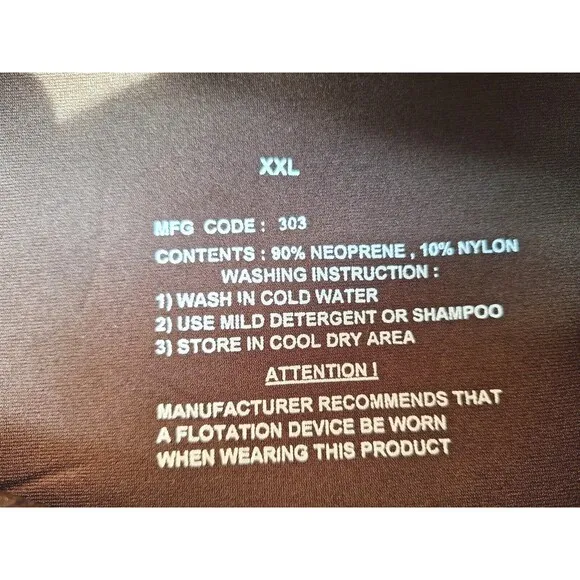 XXL
MFG CODE : 303
CONTENTS : 90% NEOPRENE , 10% NYLON
WASHING INSTRUCTION :
1) WASH IN COLD WATER
2) USE MILD DETERGENT OR SHAMPOO
3) STORE IN COOL DRY AREA
ATTENTION !
MANUFACTURER RECOMMENDS THAT
A FLOTATION DEVICE BE WORN
WHEN WEARING THIS PRODUCT